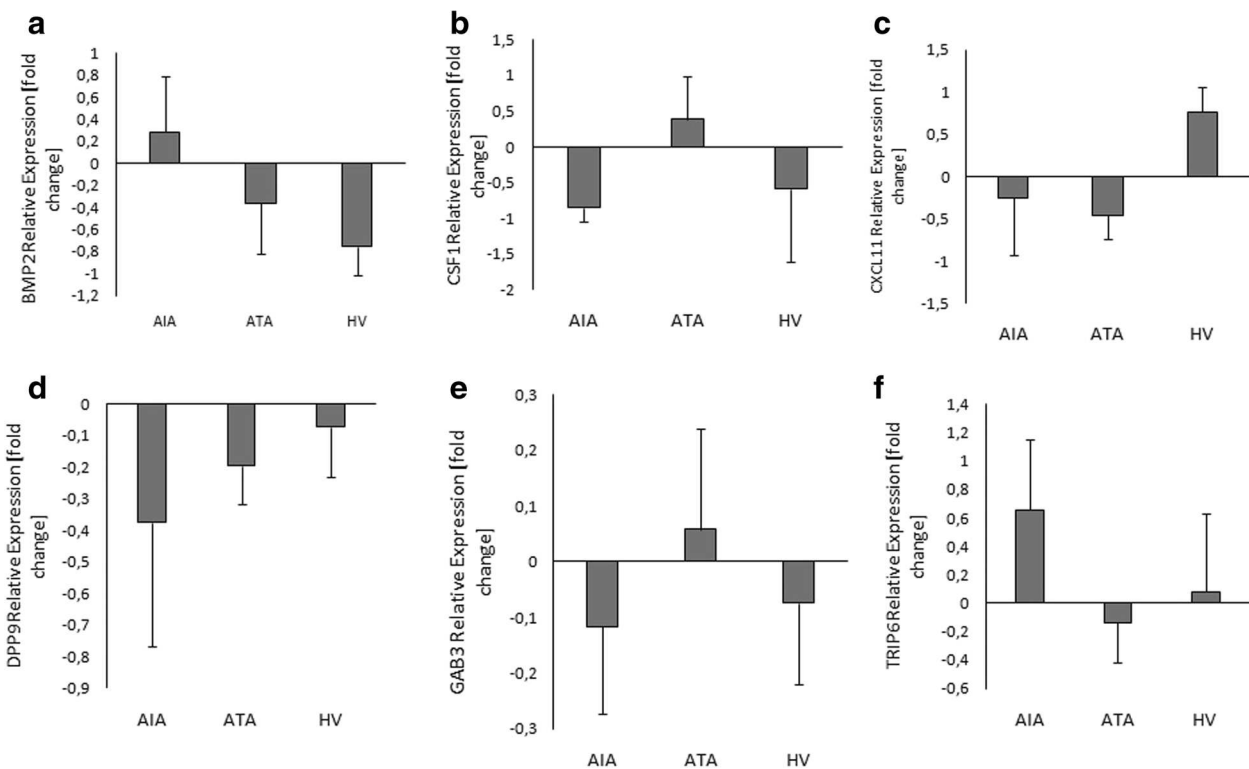 a
BMP2Relative Expression [fold
change]
1
0,8
0,6
0,4
0,2
0
-0,2
-0,4
-0,6
-0,8
-1
-1,2
AIA ATA HV
b
CSF1Relative Expression [fold
change]
1,5
1
0,5
0
-0,5
-1
-1,5
-2
AIA ATA HV
c
CXCL11 Relative Expression [fold
change]
1,5
1
0,5
0
-0,5
-1
-1,5
AIA ATA HV
d
DPP9Relative Expression [fold
change]
0
-0,1
-0,2
-0,3
-0,4
-0,5
-0,6
-0,7
-0,8
-0,9
AIA ATA HV
e
GAB3 Relative Expression [fold
change]
0,3
0,2
0,1
0
-0,1
-0,2
-0,3
AIA ATA HV
f
TRIP6Relative Expression [fold
change]
1,4
1,2
1
0,8
0,6
0,4
0,2
0
-0,2
-0,4
-0,6
AIA ATA HV